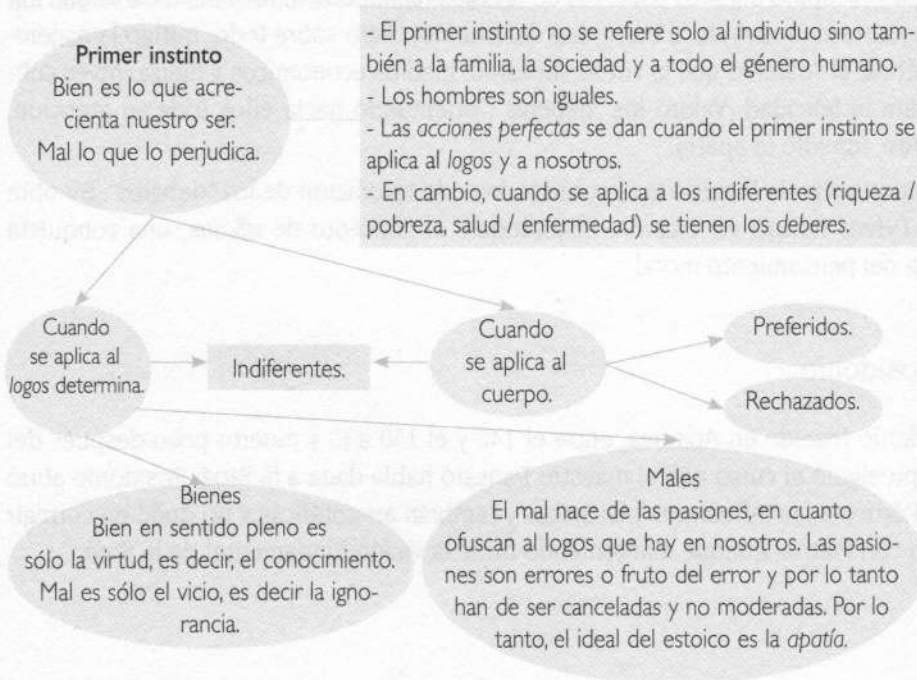 Primer instinto
Bien es lo que acre-
cienta nuestro ser.
Mal lo que lo perjudica.
- El primer instinto no se refiere solo al individuo sino tam-
bién a la familia, la sociedad y a todo el género humano.
- Los hombres son iguales.
- Las acciones perfectas se dan cuando el primer instinto se
aplica al logos y a nosotros.
- En cambio, cuando se aplica a los indiferentes (riqueza /
pobreza, salud / enfermedad) se tienen los deberes.
Cuando
se aplica al
logos determina.
Indiferentes.
Cuando
se aplica al
cuerpo.
Preferidos.
Rechazados.
Bienes
Bien en sentido pleno es
sólo la virtud, es decir, el conocimiento.
Mal es sólo el vicio, es decir la igno-
rancia.
Males
El mal nace de las pasiones, en cuanto
ofuscan al logos que hay en nosotros. Las pasio-
nes son errores o fruto del error y por lo tanto
han de ser canceladas y no moderadas. Por lo
tanto, el ideal del estoico es la apatía.